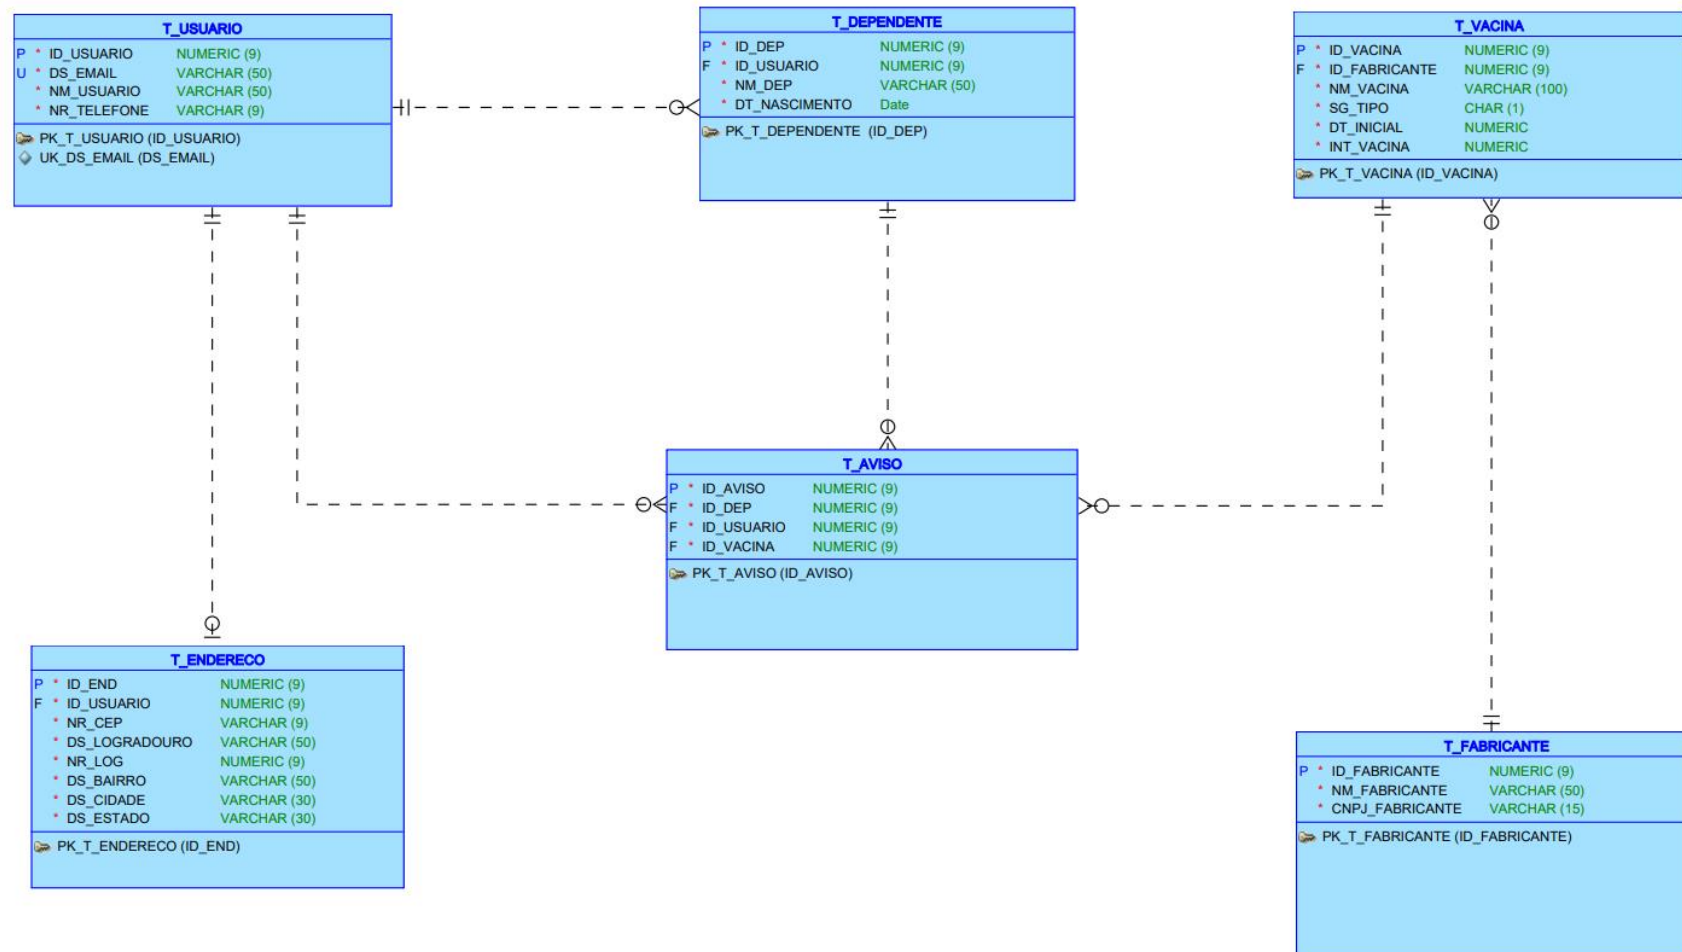 T_USUARIO
P * ID_USUARIO NUMERIC (9)
U * DS_EMAIL VARCHAR (50)
* NM_USUARIO VARCHAR (50)
* NR_TELEFONE VARCHAR (9)
PK_T_USUARIO (ID_USUARIO)
UK_DS_EMAIL (DS_EMAIL)
T_DEPENDENTE
P * ID_DEP NUMERIC (9)
F * ID_USUARIO NUMERIC (9)
* NM_DEP VARCHAR (50)
* DT_NASCIMENTO Date
PK_T_DEPENDENTE (ID_DEP)
T_VACINA
P * ID_VACINA NUMERIC (9)
F * ID_FABRICANTE NUMERIC (9)
* NM_VACINA VARCHAR (100)
* SG_TIPO CHAR (1)
* DT_INICIAL NUMERIC
* INT_VACINA NUMERIC
PK_T_VACINA (ID_VACINA)
T_AVISO
P * ID_AVISO NUMERIC (9)
F * ID_DEP NUMERIC (9)
F * ID_USUARIO NUMERIC (9)
F * ID_VACINA NUMERIC (9)
PK_T_AVISO (ID_AVISO)
T_ENDERECO
P * ID_END NUMERIC (9)
F * ID_USUARIO NUMERIC (9)
* NR_CEP VARCHAR (9)
* DS_LOGRADOURO VARCHAR (50)
* NR_LOG NUMERIC (9)
* DS_BAIRRO VARCHAR (50)
* DS_CIDADE VARCHAR (30)
* DS_ESTADO VARCHAR (30)
PK_T_ENDERECO (ID_END)
T_FABRICANTE
P * ID_FABRICANTE NUMERIC (9)
* NM_FABRICANTE VARCHAR (50)
* CNPJ_FABRICANTE VARCHAR (15)
PK_T_FABRICANTE (ID_FABRICANTE)